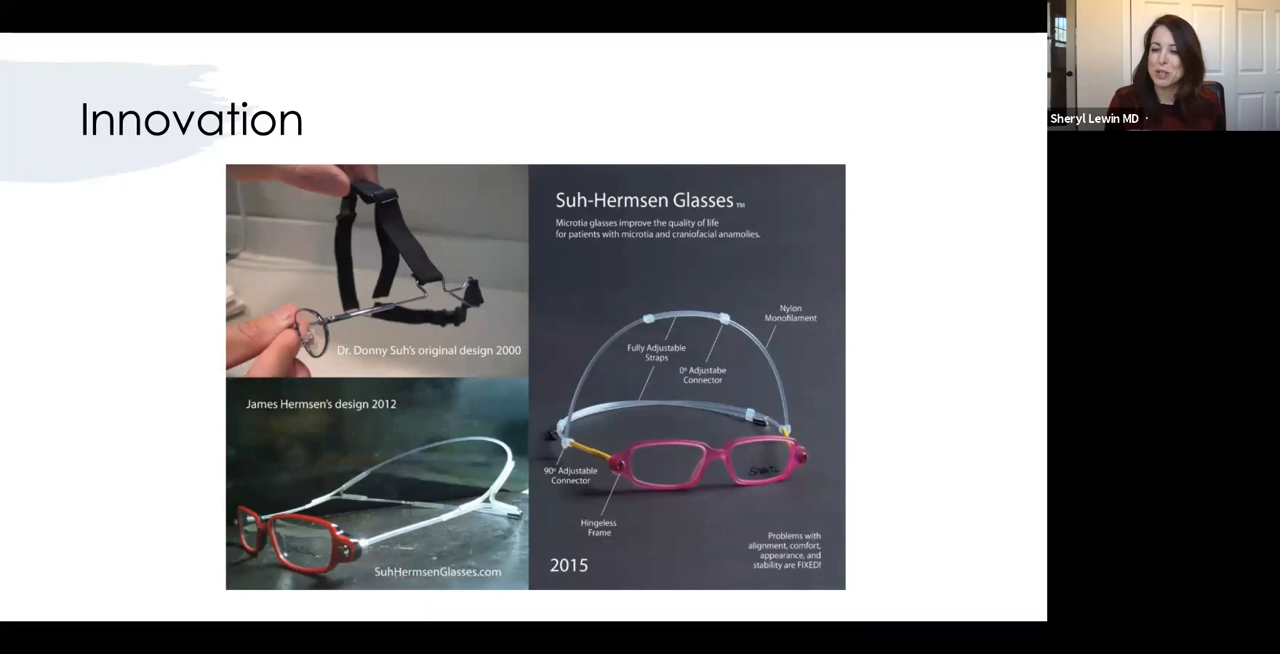 Innovation
Sheryl Lewin MD
Dr. Donny Suh's original design 2000
James Hermsen's design 2012
SuhHermsenGlasses.com
Suh-Hermsen Glasses™
Microtia glasses improve the quality of life
for patients with microtia and craniofacial anamolies.
Nylon
Monofilament
Fully Adjustable
Straps
0º Adjustabe
Connector
90º Adjustable
Connector
Hingeless
Frame
2015
Problems with
alignment, comfort,
appearance, and
stability are FIXED!